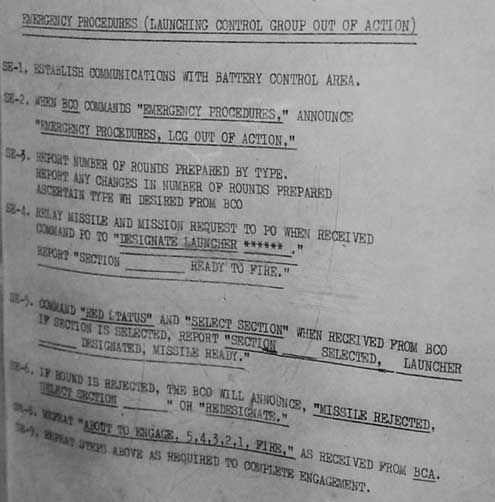 EMERGENCY PROCEDURES (LAUNCHING CONTROL GROUP OUT OF ACTION)
SE-1. ESTABLISH COMMUNICATIONS WITH BATTERY CONTROL AREA.
SE-2. WHEN BCO COMMANDS "EMERGENCY PROCEDURES," ANNOUNCE
"EMERGENCY PROCEDURES, LCG OUT OF ACTION."
SE-3. REPORT NUMBER OF ROUNDS PREPARED BY TYPE.
REPORT ANY CHANGES IN NUMBER OF ROUNDS PREPARED
ASCERTAIN TYPE WH DESIRED FROM BCO
SE-4. RELAY MISSILE AND MISSION REQUEST TO PO WHEN RECEIVED
COMMAND PO TO "DESIGNATE LAUNCHER ****** ."
REPORT "SECTION ______ READY TO FIRE."
SE-5. COMMAND "RED STATUS" AND "SELECT SECTION" WHEN RECEIVED FROM BCO
IF SECTION IS SELECTED, REPORT "SECTION ______ SELECTED, LAUNCHER
______ DESIGNATED, MISSILE READY."
SE-6. IF ROUND IS REJECTED, THE BCO WILL ANNOUNCE, "MISSILE REJECTED,
SELECT SECTION ______" OR "REDESIGNATE."
SE-8. REPEAT "ABOUT TO ENGAGE, 5,4,3,2,1, FIRE," AS RECEIVED FROM BCA.
SE-9. REPEAT STEPS ABOVE AS REQUIRED TO COMPLETE ENGAGEMENT.